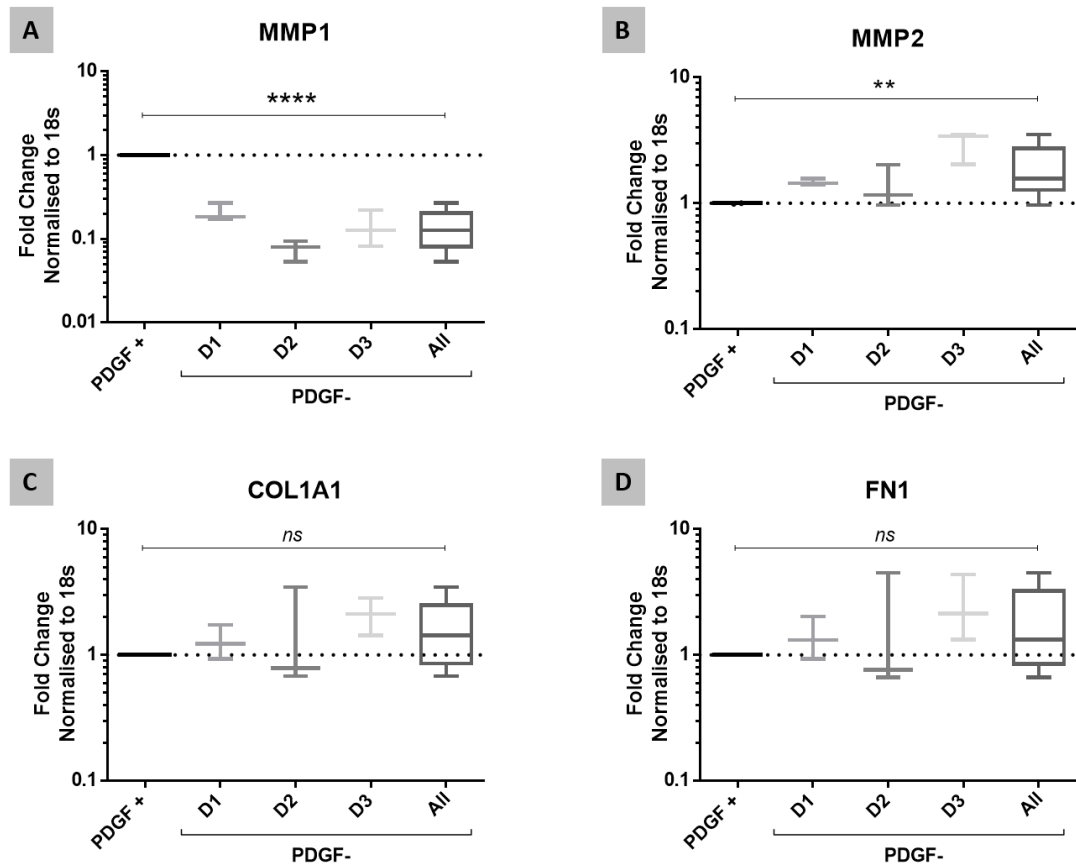 A
MMP1
Fold Change
Normalised to 18s
10
1
0.1
0.01
****
PDGF +
D1
D2
D3
All
PDGF-
B
MMP2
Fold Change
Normalised to 18s
10
1
0.1
**
PDGF +
D1
D2
D3
All
PDGF-
C
COL1A1
Fold Change
Normalised to 18s
10
1
0.1
ns
PDGF +
D1
D2
D3
All
PDGF-
D
FN1
Fold Change
Normalised to 18s
10
1
0.1
ns
PDGF +
D1
D2
D3
All
PDGF-